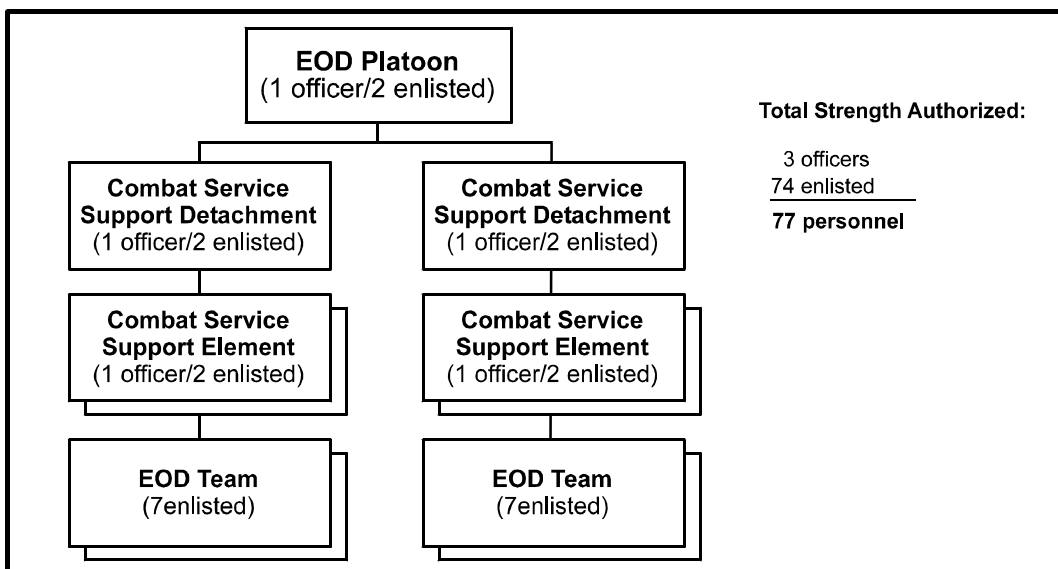 EOD Platoon
(1 officer/2 enlisted)
Total Strength Authorized:
3 officers
74 enlisted
77 personnel
Combat Service
Support Detachment
(1 officer/2 enlisted)
Combat Service
Support Detachment
(1 officer/2 enlisted)
Combat Service
Support Element
(1 officer/2 enlisted)
Combat Service
Support Element
(1 officer/2 enlisted)
EOD Team
(7enlisted)
EOD Team
(7enlisted)